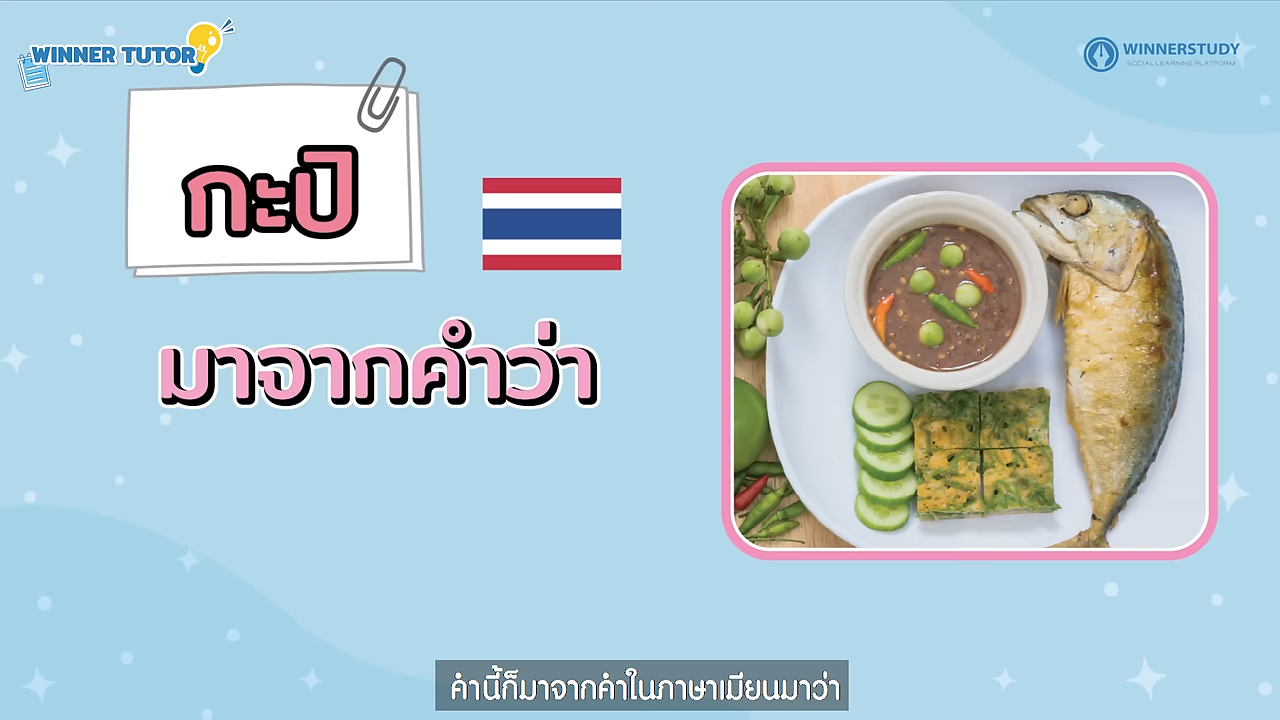 WINNER TUTOR
WINNERSTUDY
SOCIAL LEARNING PLATFORM
กะปิ
มาจากคำว่า
คำนี้ก็มาจากคำในภาษาเมียนมาว่า